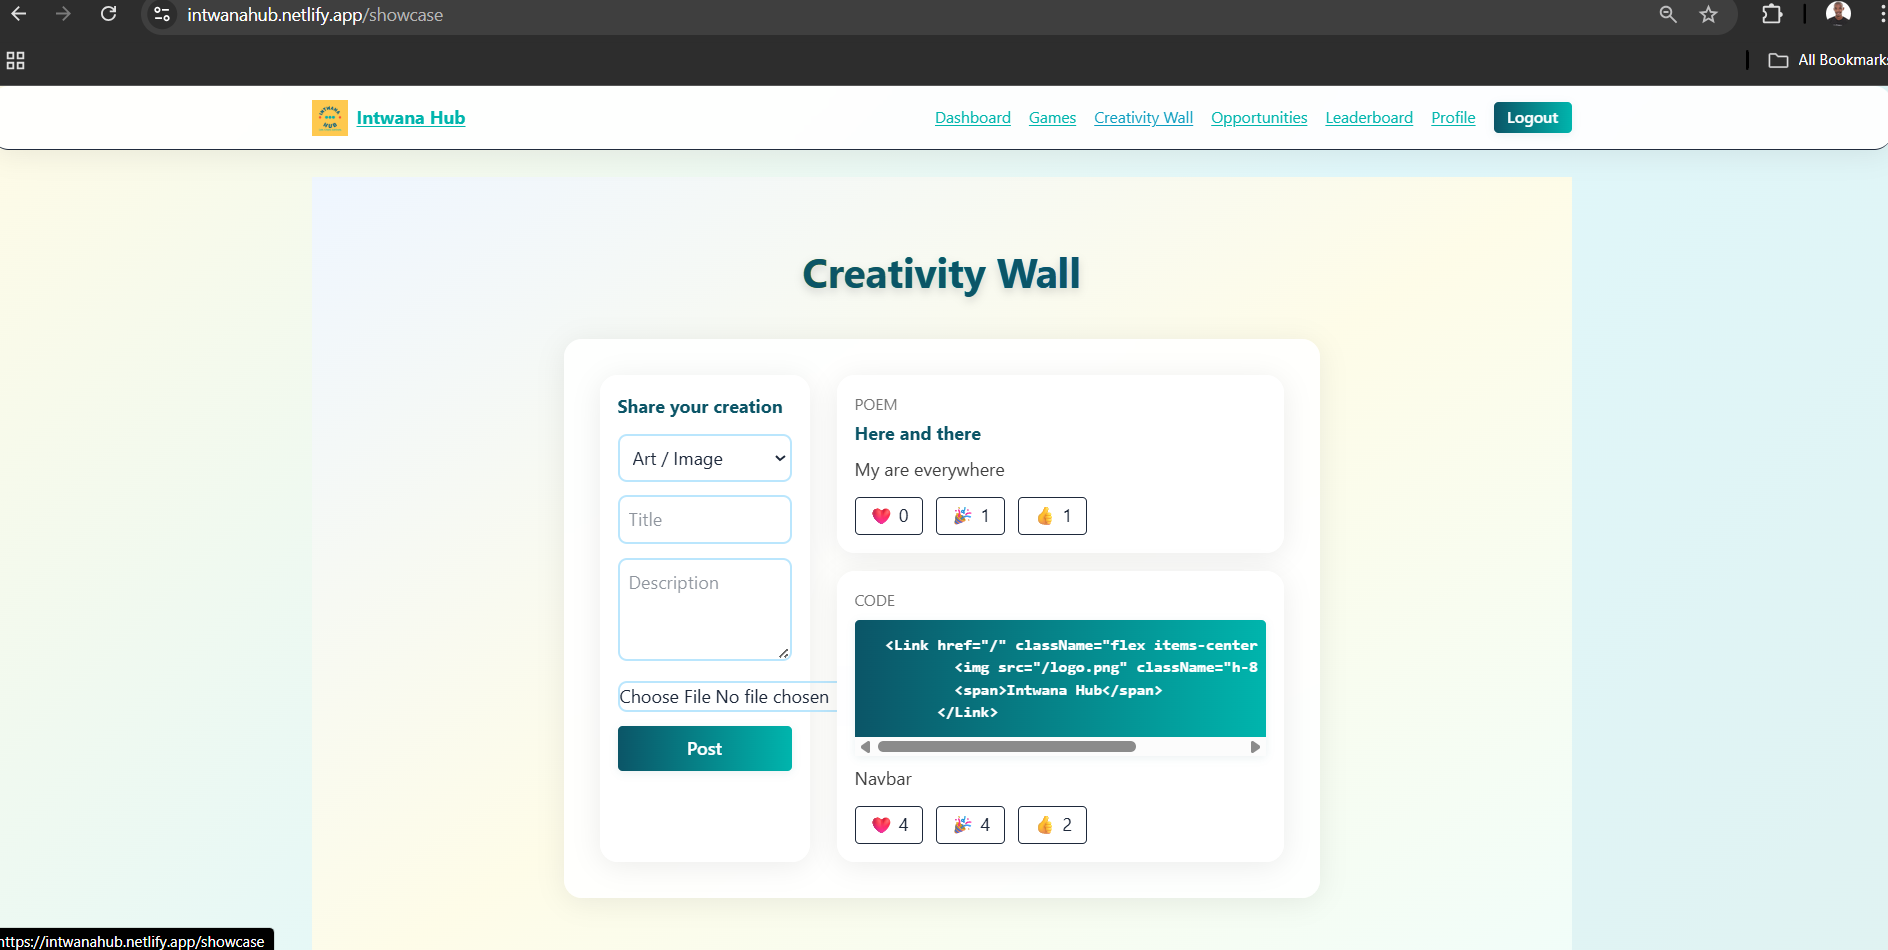 intwanahub.netlify.app/showcase
All Bookmarks
INTWANA
HUB
Intwana Hub
Dashboard
Games
Creativity Wall
Opportunities
Leaderboard
Profile
Logout
Creativity Wall
Share your creation
Art / Image
Title
Description
Choose File No file chosen
Post
POEM
Here and there
My are everywhere
0
1
1
CODE
<Link href="/" className="flex items-center
<img src="/logo.png" className="h-8
<span>Intwana Hub</span>
</Link>
Navbar
4
4
2
https://intwanahub.netlify.app/showcase